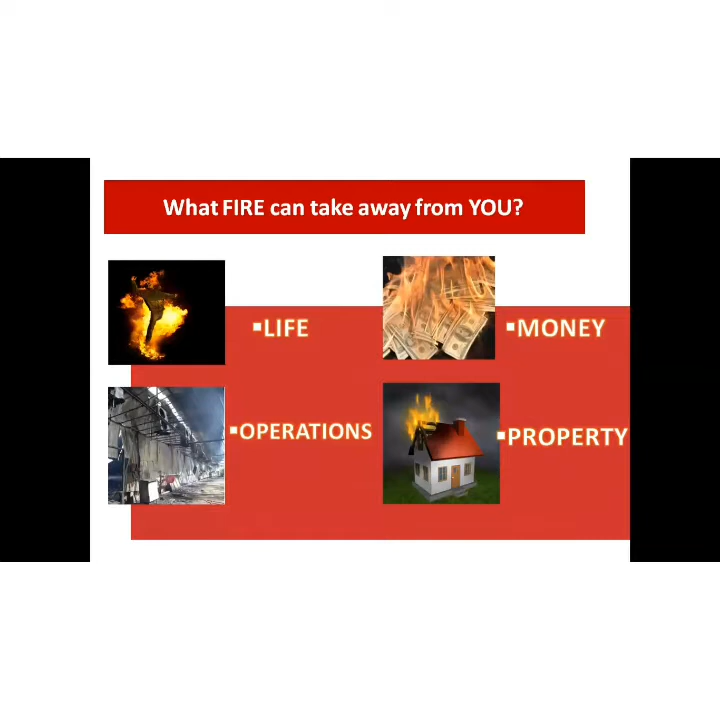 What FIRE can take away from YOU?
▪LIFE
▪MONEY
▪OPERATIONS
▪PROPERTY